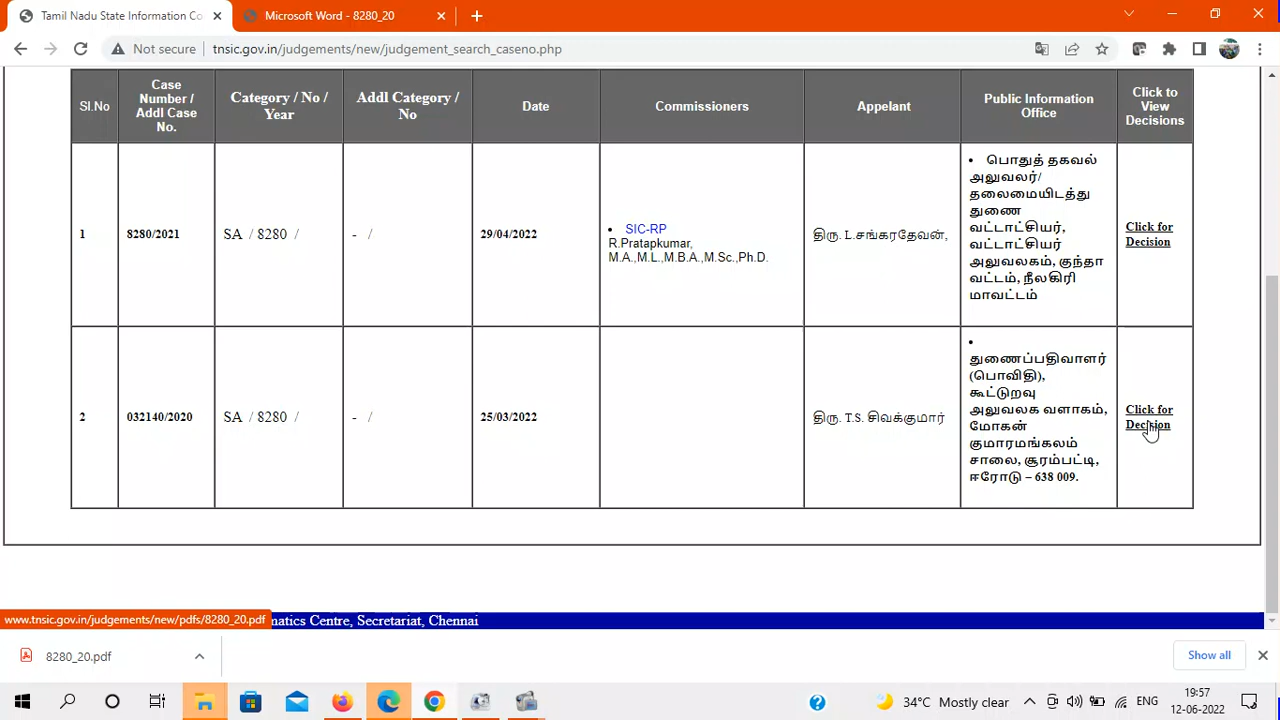 Tamil Nadu State Information Co
Microsoft Word - 8280_20
Not secure
tnsic.gov.in/judgements/new/judgement_search_caseno.php
Sl.No
Case
Number /
Addl Case
No.
Category / No /
Year
Addl Category /
No
Date
Commissioners
Appelant
Public Information
Office
Click to
View
Decisions
1
8280/2021
SA / 8280 /
- /
29/04/2022
• SIC-RP
R.Pratapkumar,
M.A.,M.L.,M.B.A.,M.Sc.,Ph.D.
திரு. L.சங்கரதேவன்,
• பொதுத் தகவல்
அலுவலர்/
தலைமையிடத்து
துணை
வட்டாட்சியர்,
வட்டாட்சியர்
அலுவலகம், குந்தா
வட்டம், நீலகிரி
மாவட்டம்
Click for
Decision
2
032140/2020
SA / 8280 /
- /
25/03/2022
திரு. T.S. சிவக்குமார்
•
துணைப்பதிவாளர்
(பொவிதி),
கூட்டுறவு
அலுவலக வளாகம்,
மோகன்
குமாரமங்கலம்
சாலை, சூரம்பட்டி,
ஈரோடு – 638 009.
Click for
Decision
www.tnsic.gov.in/judgements/new/pdfs/8280_20.pdf
matics Centre, Secretariat, Chennai
8280_20.pdf
Show all
34°C Mostly clear
ENG
19:57
12-06-2022